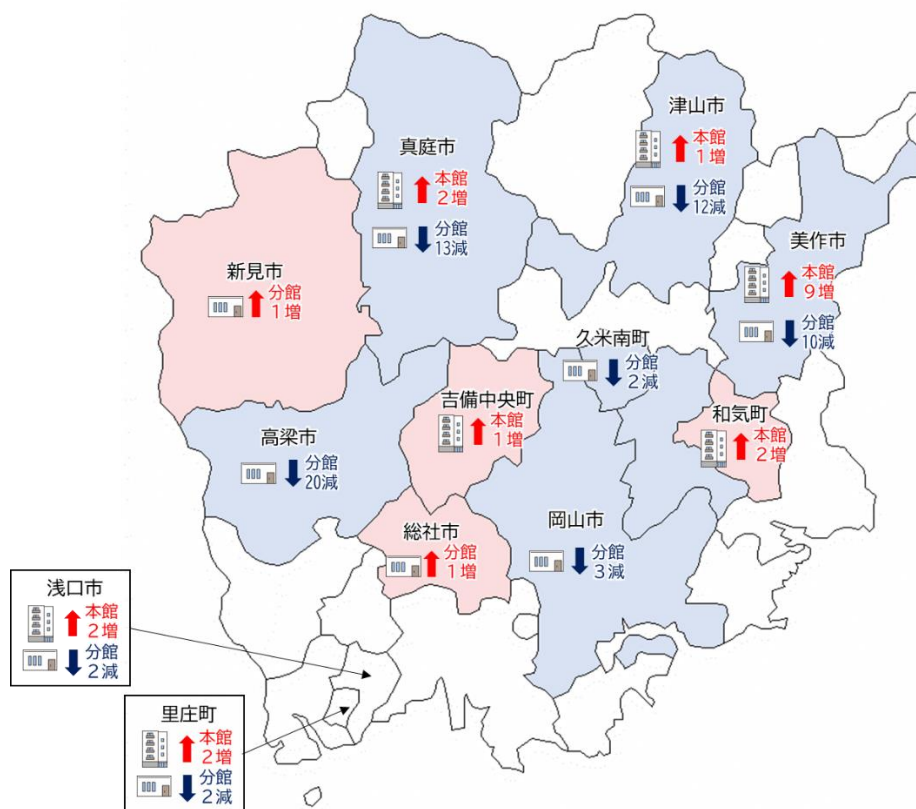 津山市
本館
1増
分館
12減
真庭市
本館
2増
分館
13減
美作市
本館
9増
分館
10減
新見市
分館
1増
久米南町
分館
2減
吉備中央町
本館
1増
和気町
本館
2増
高梁市
分館
20減
岡山市
分館
3減
総社市
分館
1増
浅口市
本館
2増
分館
2減
里庄町
本館
2増
分館
2減